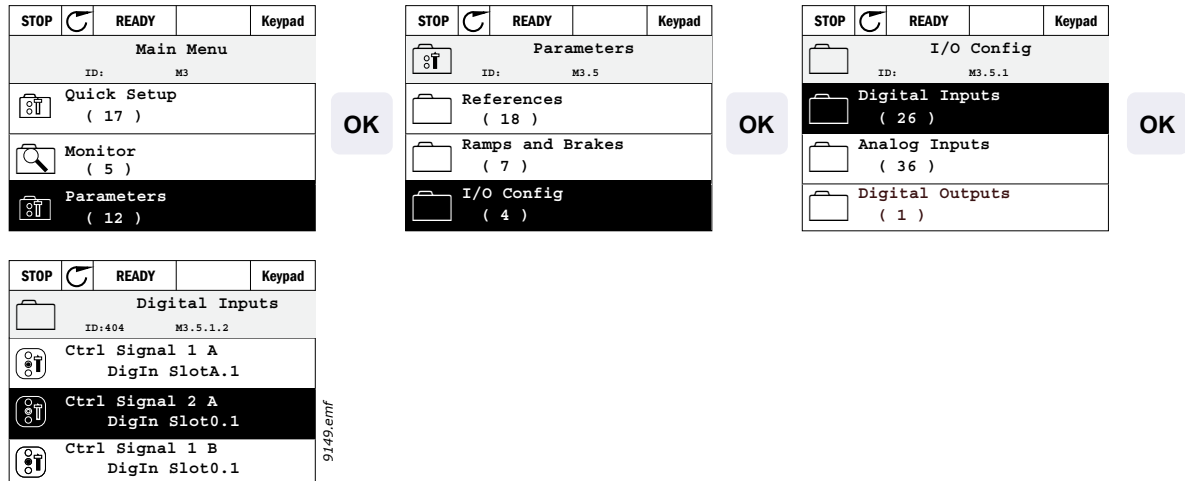 STOP READY Keypad
Main Menu
ID: M3
Quick Setup
( 17 )
Monitor
( 5 )
Parameters
( 12 )
OK
STOP READY Keypad
Parameters
ID: M3.5
References
( 18 )
Ramps and Brakes
( 7 )
I/O Config
( 4 )
OK
STOP READY Keypad
I/O Config
ID: M3.5.1
Digital Inputs
( 26 )
Analog Inputs
( 36 )
Digital Outputs
( 1 )
OK
STOP READY Keypad
Digital Inputs
ID:404 M3.5.1.2
Ctrl Signal 1 A
DigIn SlotA.1
Ctrl Signal 2 A
DigIn Slot0.1
Ctrl Signal 1 B
DigIn Slot0.1
9149.emf